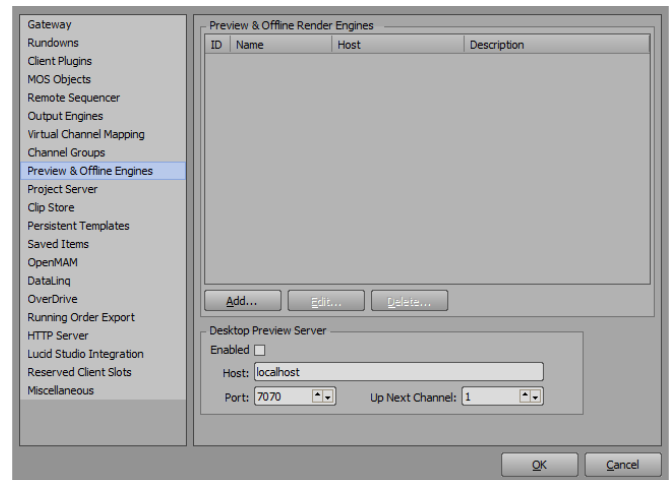 Gateway
Rundowns
Client Plugins
MOS Objects
Remote Sequencer
Output Engines
Virtual Channel Mapping
Channel Groups
Preview & Offline Engines
Project Server
Clip Store
Persistent Templates
Saved Items
OpenMAM
DataLinq
OverDrive
Running Order Export
HTTP Server
Lucid Studio Integration
Reserved Client Slots
Miscellaneous
Preview & Offline Render Engines
ID Name Host Description
Add... Edit... Delete...
Desktop Preview Server
Enabled
Host: localhost
Port: 7070 Up Next Channel: 1
OK Cancel